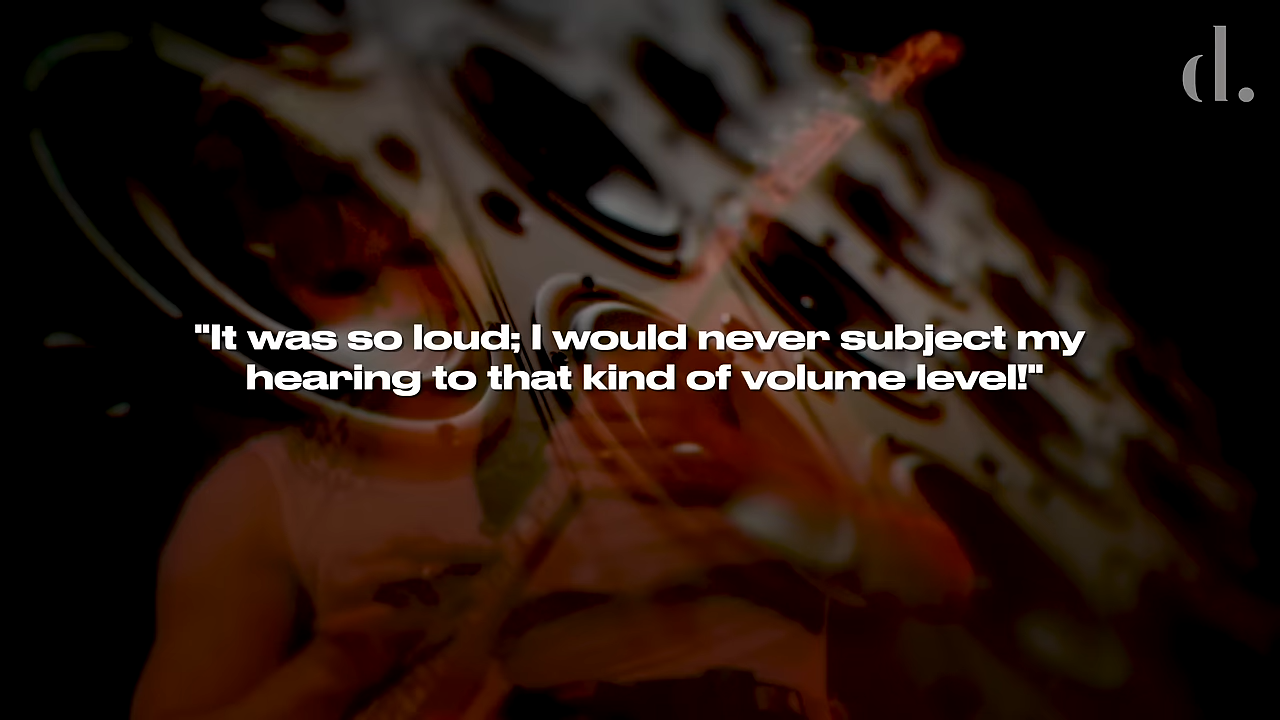 d.
"It was so loud; I would never subject my
hearing to that kind of volume level!"